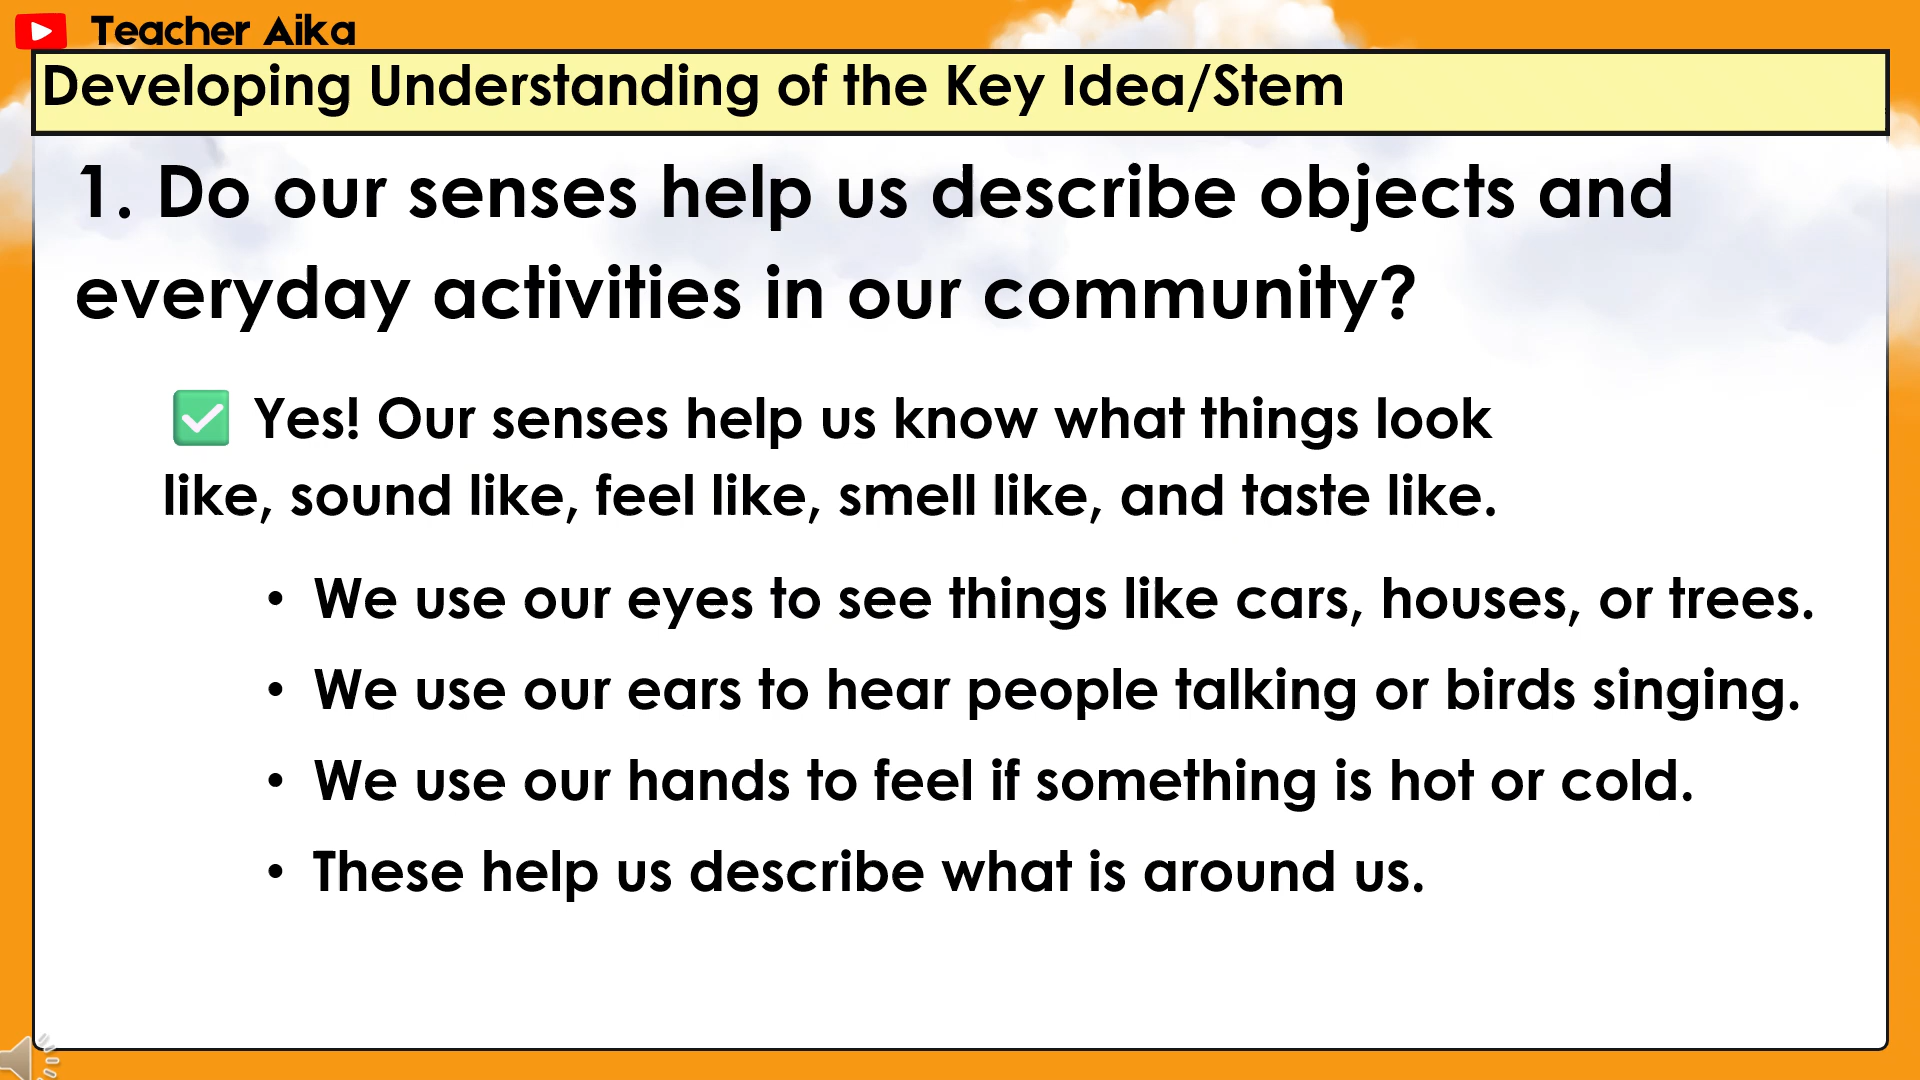 Teacher Aika
Developing Understanding of the Key Idea/Stem
1. Do our senses help us describe objects and
everyday activities in our community?
✅ Yes! Our senses help us know what things look
like, sound like, feel like, smell like, and taste like.
• We use our eyes to see things like cars, houses, or trees.
• We use our ears to hear people talking or birds singing.
• We use our hands to feel if something is hot or cold.
• These help us describe what is around us.